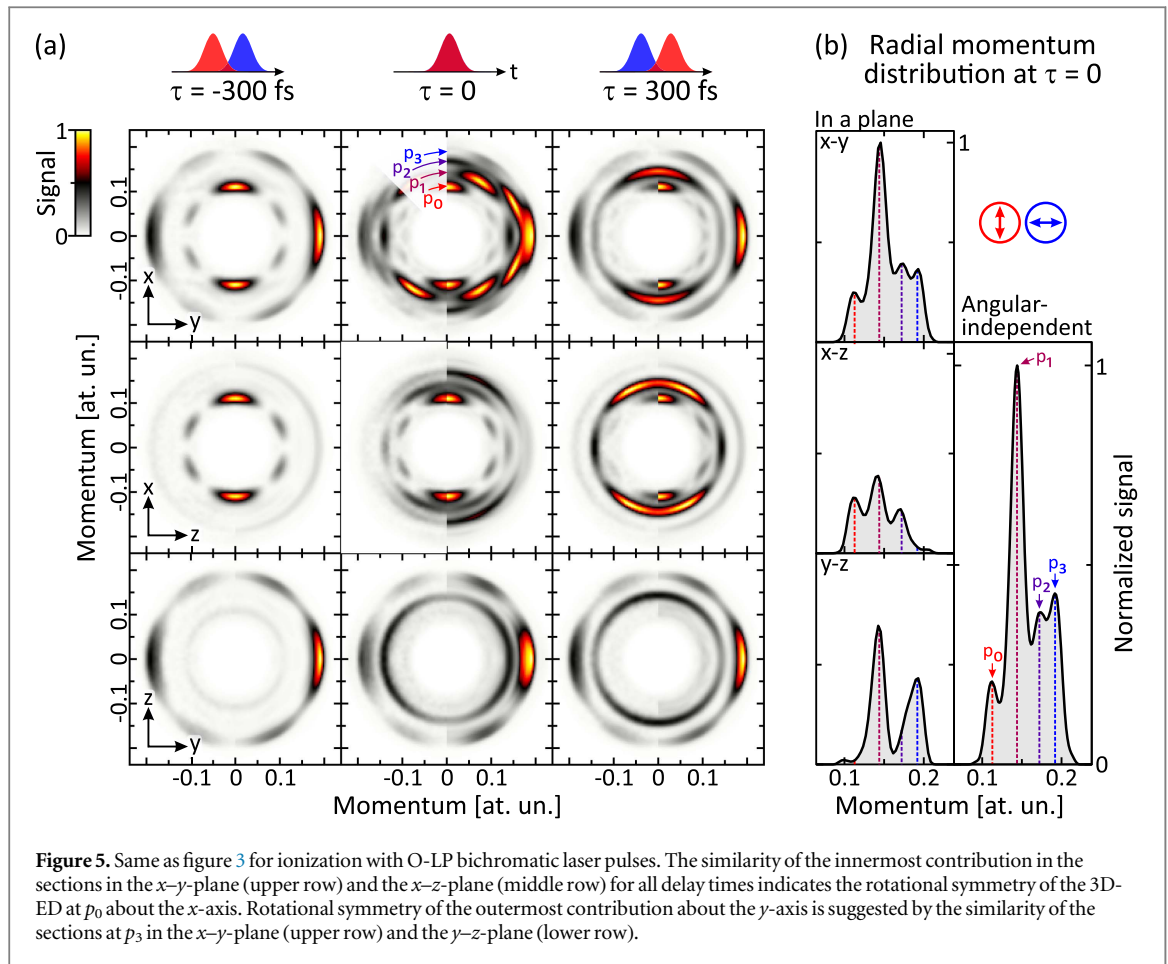 (a)
τ = -300 fs
τ = 0
t
τ = 300 fs
(b) Radial momentum
distribution at τ = 0
Signal
1
0
0.1
0
-0.1
x
y
p3
p2
p1
p0
In a plane
x-y
1
Angular-
independent
Momentum [at. un.]
0.1
0
-0.1
x
z
x-z
p1
1
0.1
0
-0.1
z
y
y-z
p0
p2
p3
Normalized signal
0
-0.1 0 0.1
-0.1 0 0.1
-0.1 0 0.1
Momentum [at. un.]
0.1 0.2
0.1 0.2
Momentum [at. un.]
Figure 5. Same as figure 3 for ionization with O-LP bichromatic laser pulses. The similarity of the innermost contribution in the
sections in the x–y-plane (upper row) and the x–z-plane (middle row) for all delay times indicates the rotational symmetry of the 3D-
ED at p0 about the x-axis. Rotational symmetry of the outermost contribution about the y-axis is suggested by the similarity of the
sections at p3 in the x–y-plane (upper row) and the y–z-plane (lower row).